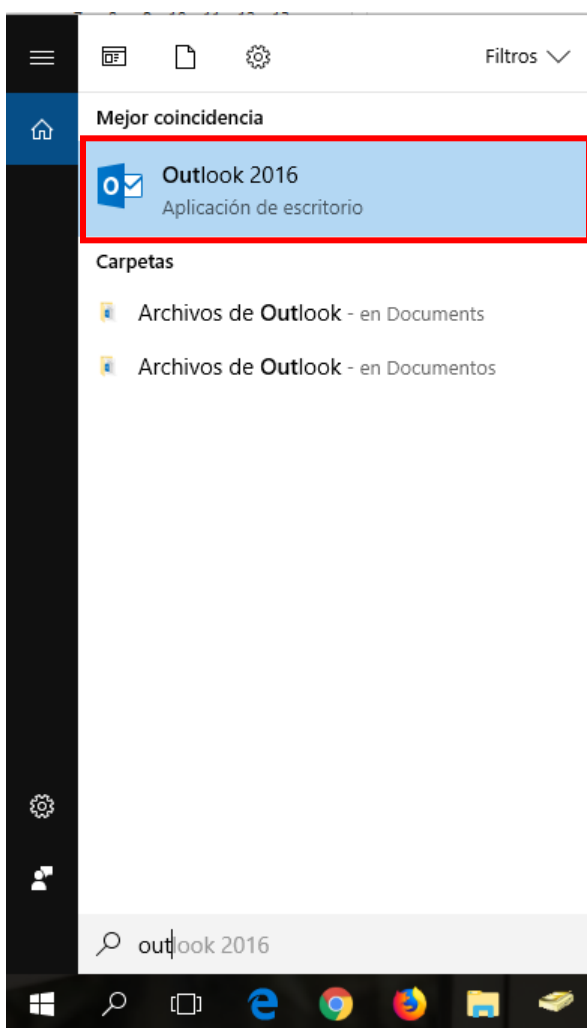 Filtros
Mejor coincidencia
Outlook 2016
Aplicación de escritorio
Carpetas
Archivos de Outlook - en Documents
Archivos de Outlook - en Documentos
outlook 2016